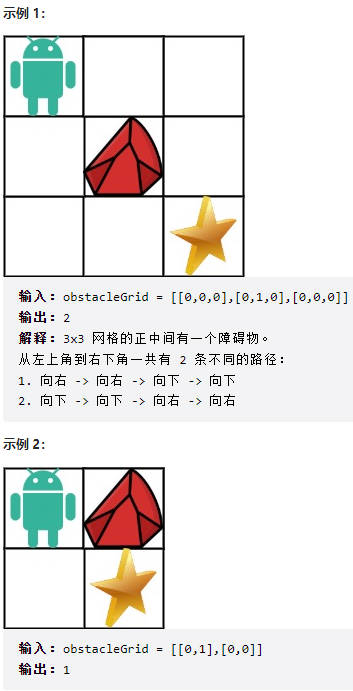 示例 1：
输入：obstacleGrid = [[0,0,0],[0,1,0],[0,0,0]]
输出：2
解释：3x3 网格的正中间有一个障碍物。
从左上角到右下角一共有 2 条不同的路径：
1. 向右 -> 向右 -> 向下 -> 向下
2. 向下 -> 向下 -> 向右 -> 向右
示例 2：
输入：obstacleGrid = [[0,1],[0,0]]
输出：1